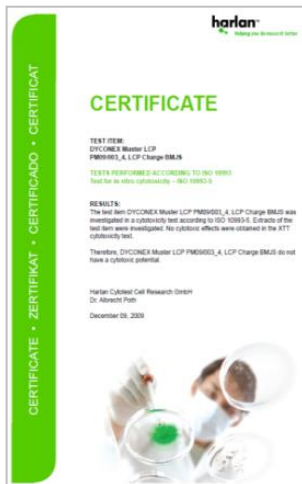 harlan™
Helping you do research better
CERTIFICATE • ZERTIFIKAT • CERTIFICADO • CERTIFICAT
CERTIFICATE
TEST ITEM:
DYCONEX Muster LCP
PM09/003_4, LCP Charge BMJS
TESTS PERFORMED ACCORDING TO ISO 10993
Test for in vitro cytotoxicity – ISO 10993-5
RESULTS:
The test item DYCONEX Muster LCP PM09/003_4, LCP Charge BMJS was
investigated in a cytotoxicity test according to ISO 10993-5. Extracts of the
test item were investigated. No cytotoxic effects were obtained in the XTT
cytotoxicity test.
Therefore, DYCONEX Muster LCP PM09/003_4, LCP Charge BMJS do not
have a cytotoxic potential.
Harlan Cytotest Cell Research GmbH
Dr. Albrecht Poth
December 09, 2009